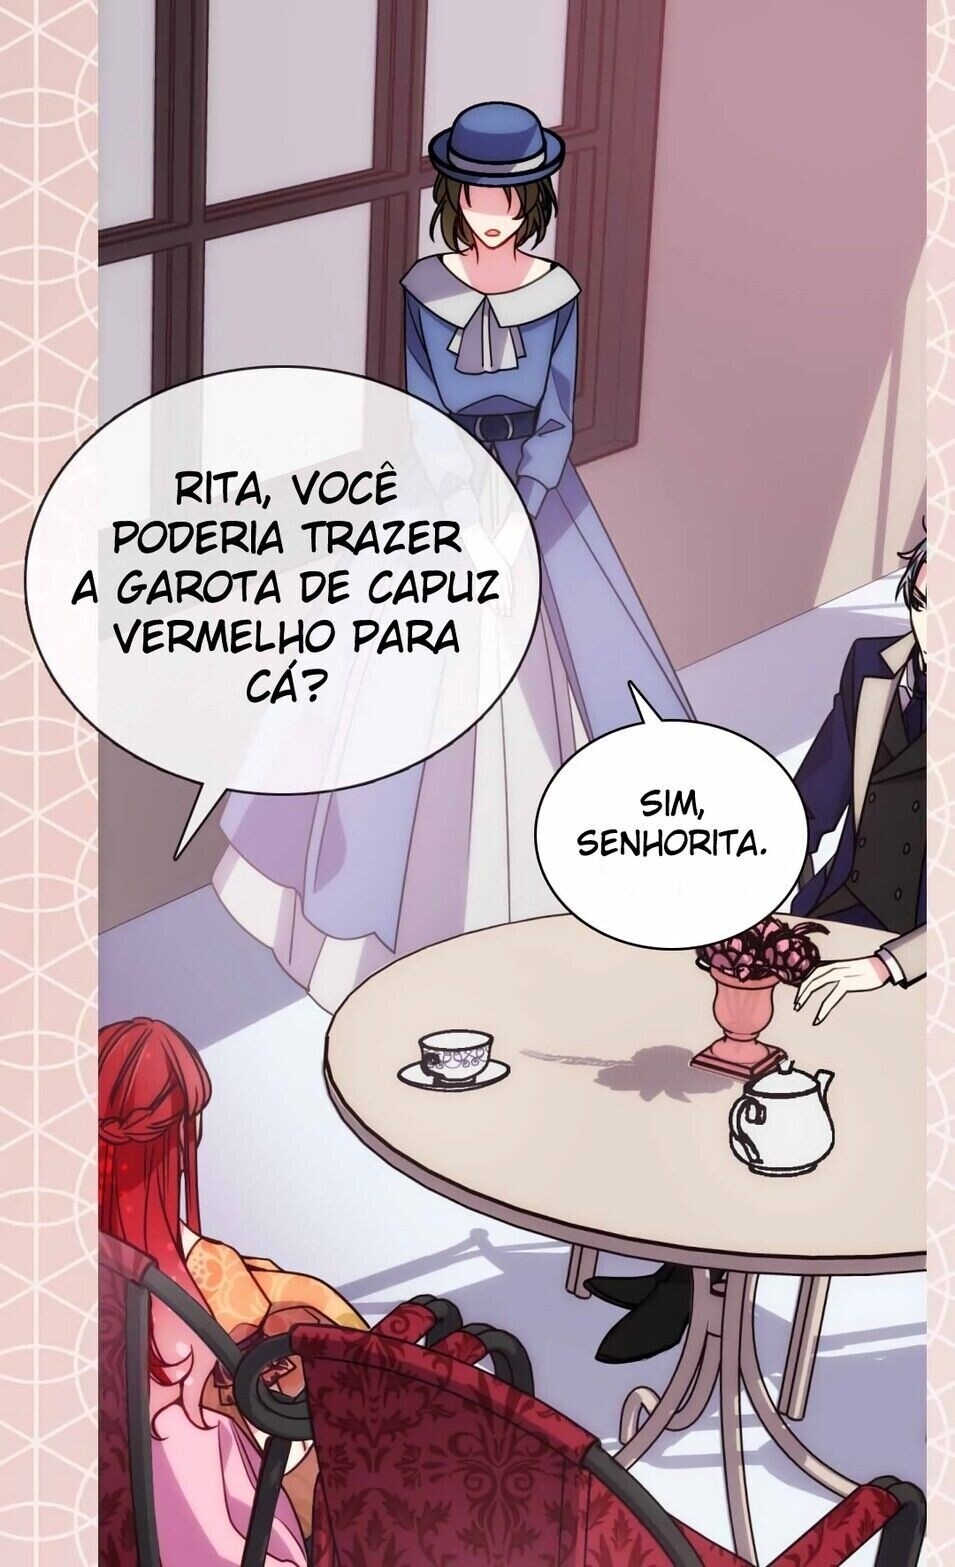 RITA, VOCÊ
PODERIA TRAZER
A GAROTA DE CAPUZ
VERMELHO PARA
CÁ?
SIM,
SENHORITA.